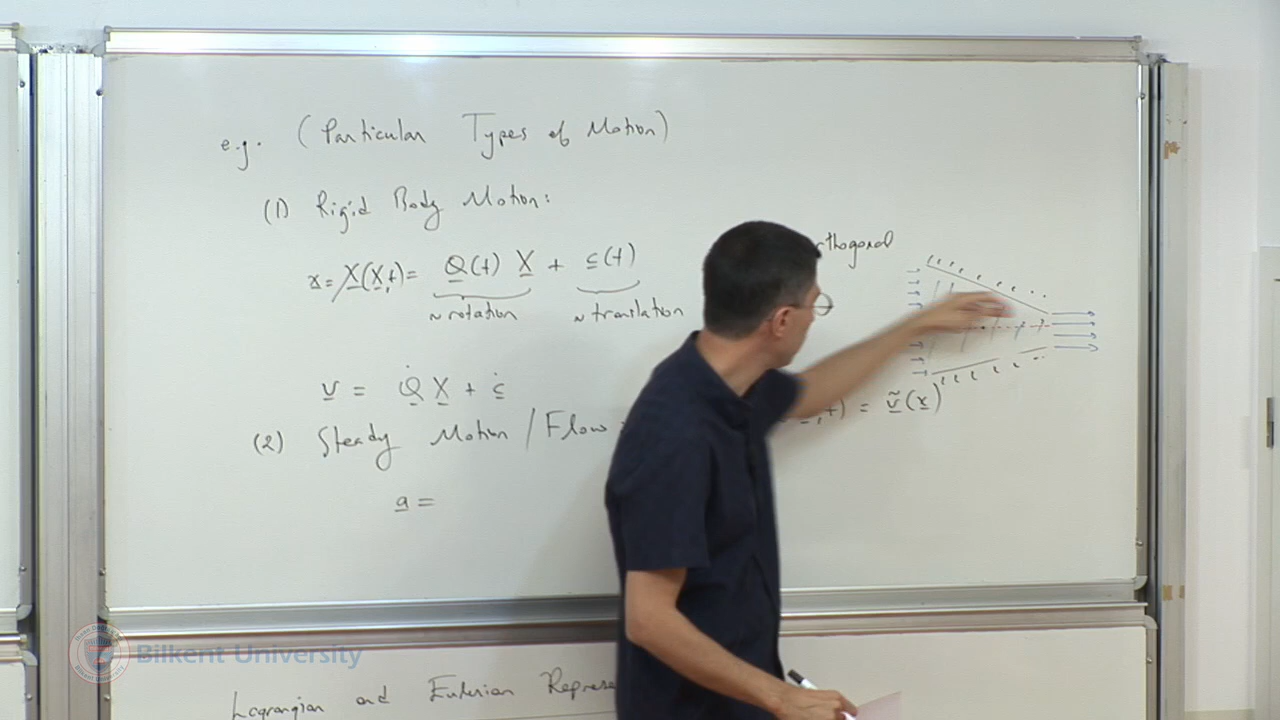 e.g. (Particular Types of Motion)
(1) Rigid Body Motion:
x = χ(X,t) = Q(t) X + c(t)
orthogonal
~ rotation ~ translation
v = Q̇ X + ċ
,t) = ṽ(x)
(2) Steady Motion / Flow
a =
Bilkent University
Lagrangian and Eulerian Represe